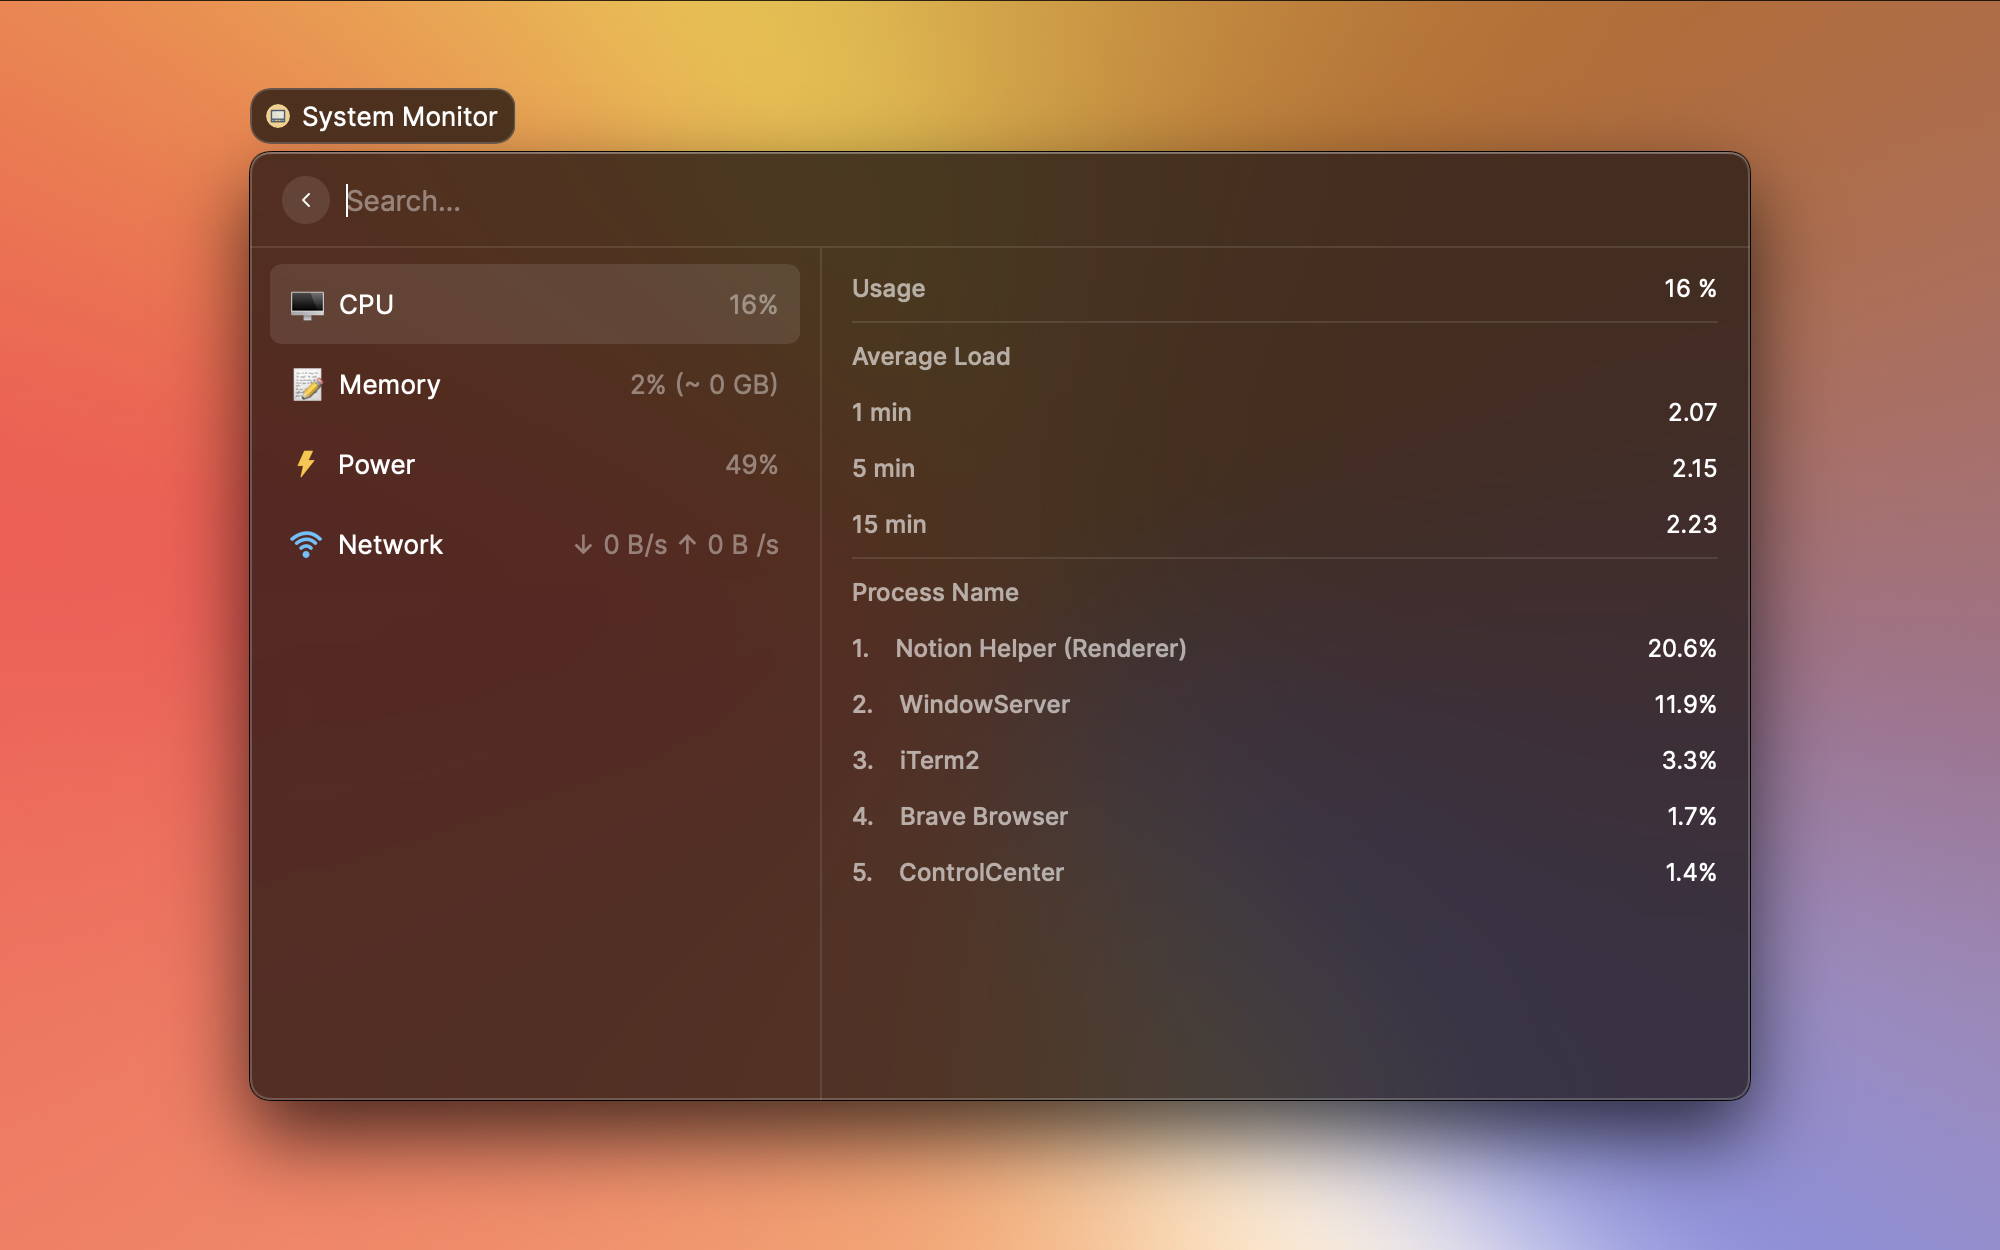 System Monitor
Search...
CPU 16%
Memory 2% (~ 0 GB)
Power 49%
Network ↓ 0 B/s ↑ 0 B /s
Usage 16 %
Average Load
1 min 2.07
5 min 2.15
15 min 2.23
Process Name
1. Notion Helper (Renderer) 20.6%
2. WindowServer 11.9%
3. iTerm2 3.3%
4. Brave Browser 1.7%
5. ControlCenter 1.4%